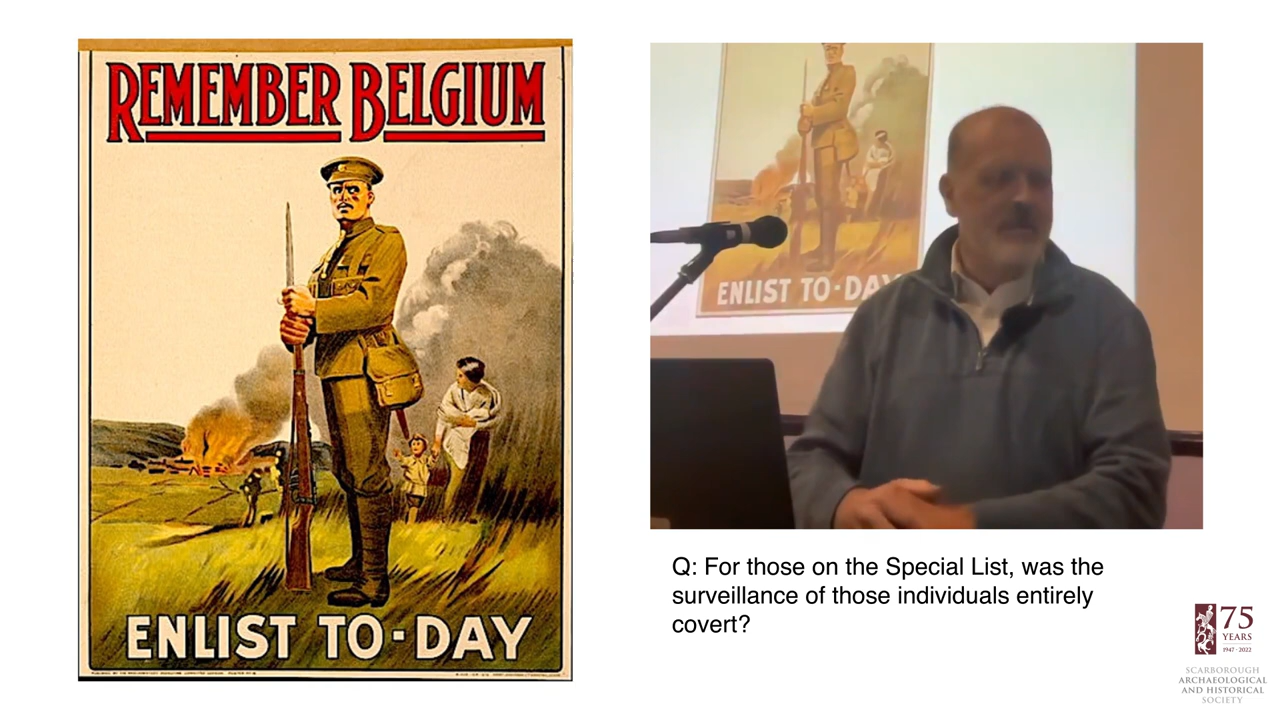 REMEMBER BELGIUM
ENLIST TO-DAY
ENLIST TO-DA
Q: For those on the Special List, was the
surveillance of those individuals entirely
covert?
75
YEARS
1947 - 2022
SCARBOROUGH
ARCHAEOLOGICAL
AND HISTORICAL
SOCIETY